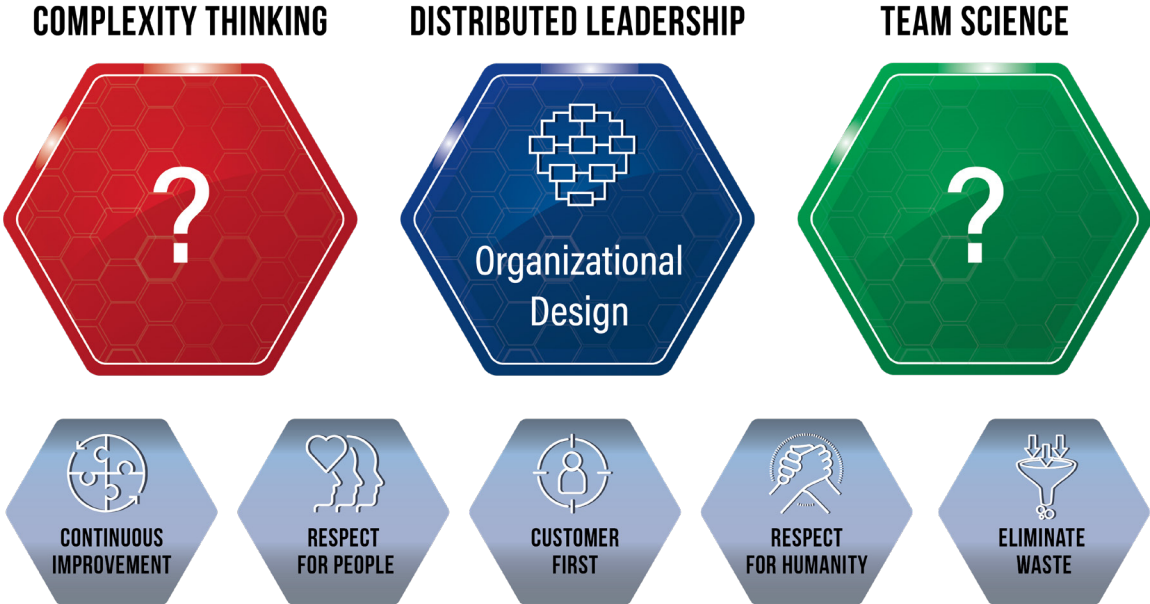 COMPLEXITY THINKING
DISTRIBUTED LEADERSHIP
TEAM SCIENCE
?
Organizational
Design
?
CONTINUOUS
IMPROVEMENT
RESPECT
FOR PEOPLE
CUSTOMER
FIRST
RESPECT
FOR HUMANITY
ELIMINATE
WASTE